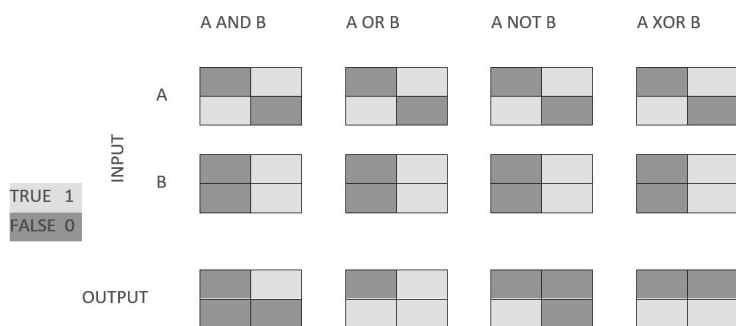 A AND B
A OR B
A NOT B
A XOR B
A
INPUT
B
TRUE 1
FALSE 0
OUTPUT